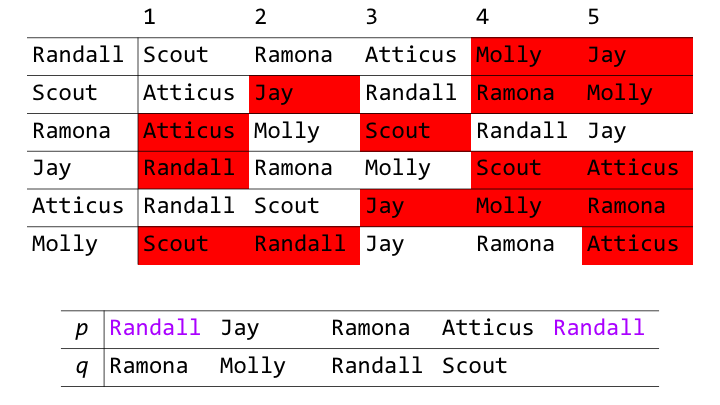 1 2 3 4 5
Randall Scout Ramona Atticus Molly Jay
Scout Atticus Jay Randall Ramona Molly
Ramona Atticus Molly Scout Randall Jay
Jay Randall Ramona Molly Scout Atticus
Atticus Randall Scout Jay Molly Ramona
Molly Scout Randall Jay Ramona Atticus
p Randall Jay Ramona Atticus Randall
q Ramona Molly Randall Scout